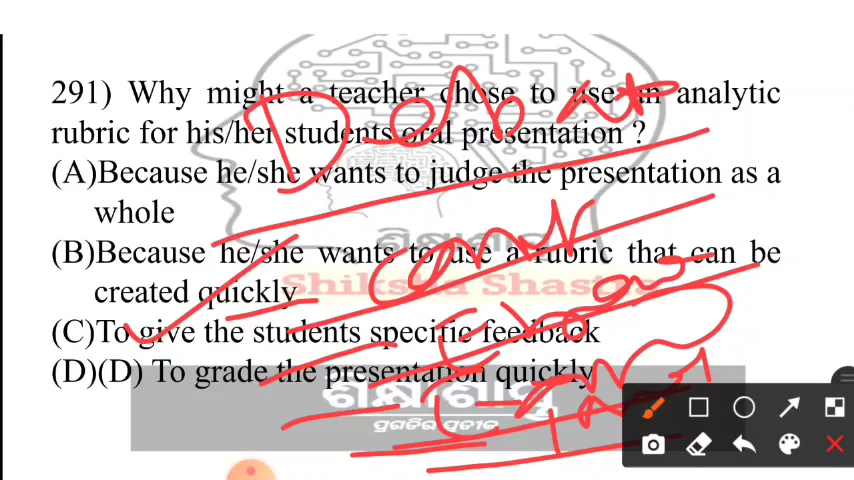 291) Why might a teacher chose to use an analytic
rubric for his/her students oral presentation ?
(A)Because he/she wants to judge the presentation as a
whole
(B)Because he/she wants to use a rubric that can be
created quickly
(C)To give the students specific feedback
(D)(D) To grade the presentation quickly
Debate
Shiksha Shastra